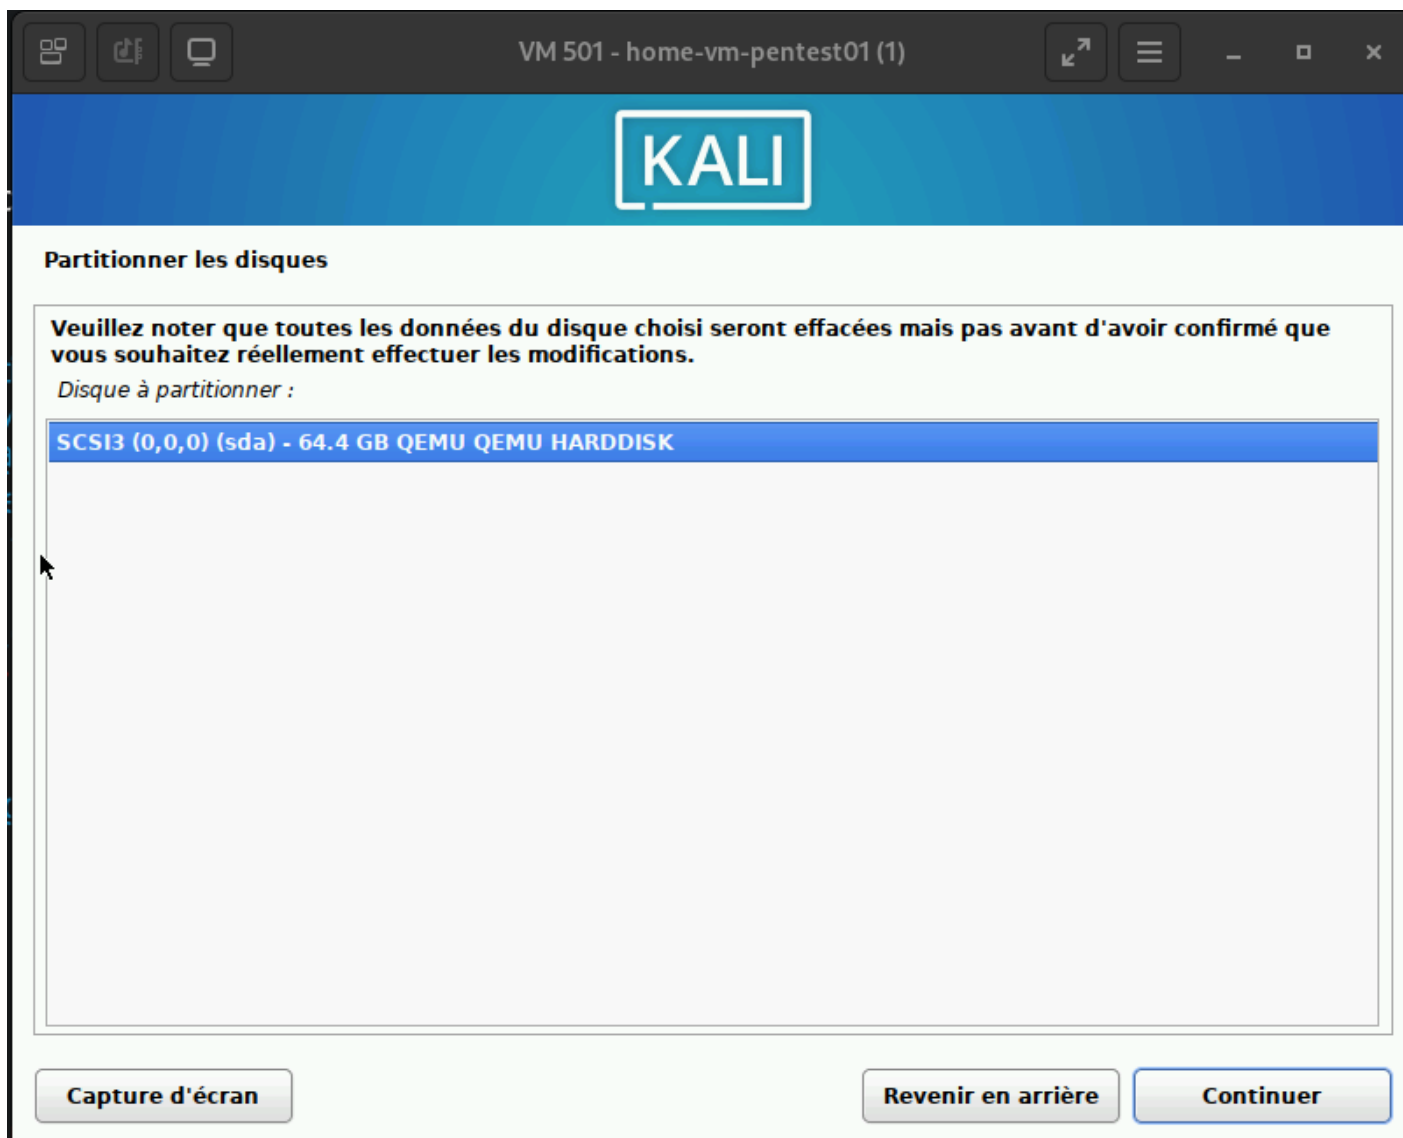 VM 501 - home-vm-pentest01 (1)
KALI
Partitionner les disques
Veuillez noter que toutes les données du disque choisi seront effacées mais pas avant d'avoir confirmé que
vous souhaitez réellement effectuer les modifications.
Disque à partitionner :
SCSI3 (0,0,0) (sda) - 64.4 GB QEMU QEMU HARDDISK
Capture d'écran
Revenir en arrière
Continuer